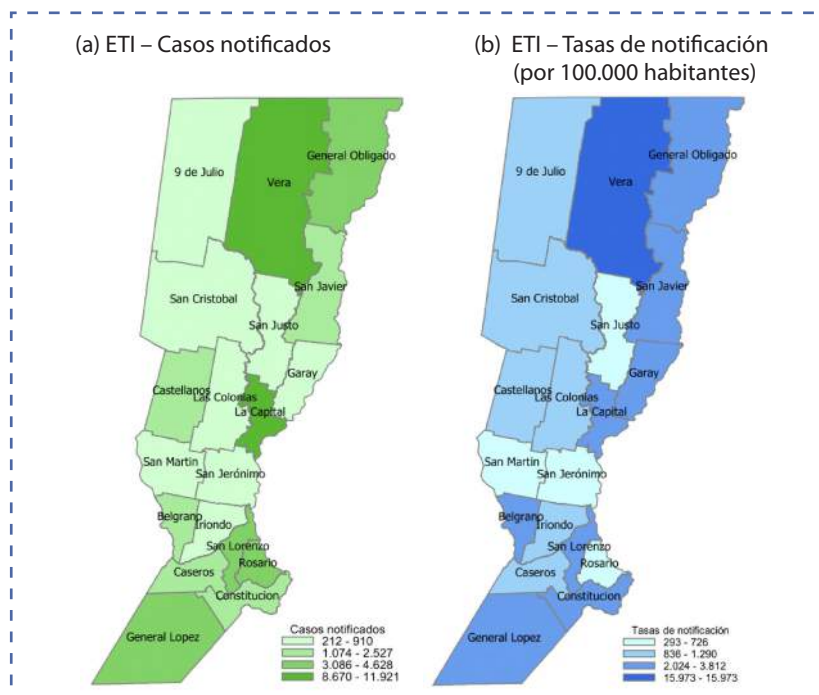 (a) ETI – Casos notificados
9 de Julio
Vera
General Obligado
San Cristobal
San Javier
San Justo
Garay
Castellanos
Las Colonias
La Capital
San Martin
San Jerónimo
Belgrano
Iriondo
San Lorenzo
Rosario
Caseros
Constitucion
General Lopez
Casos notificados
212 - 910
1.074 - 2.527
3.086 - 4.628
8.670 - 11.921
(b) ETI – Tasas de notificación
(por 100.000 habitantes)
9 de Julio
Vera
General Obligado
San Cristobal
San Javier
San Justo
Garay
Castellanos
Las Colonias
La Capital
San Martin
San Jerónimo
Belgrano
Iriondo
San Lorenzo
Rosario
Caseros
Constitucion
General Lopez
Tasas de notificación
293 - 726
836 - 1.290
2.024 - 3.812
15.973 - 15.973